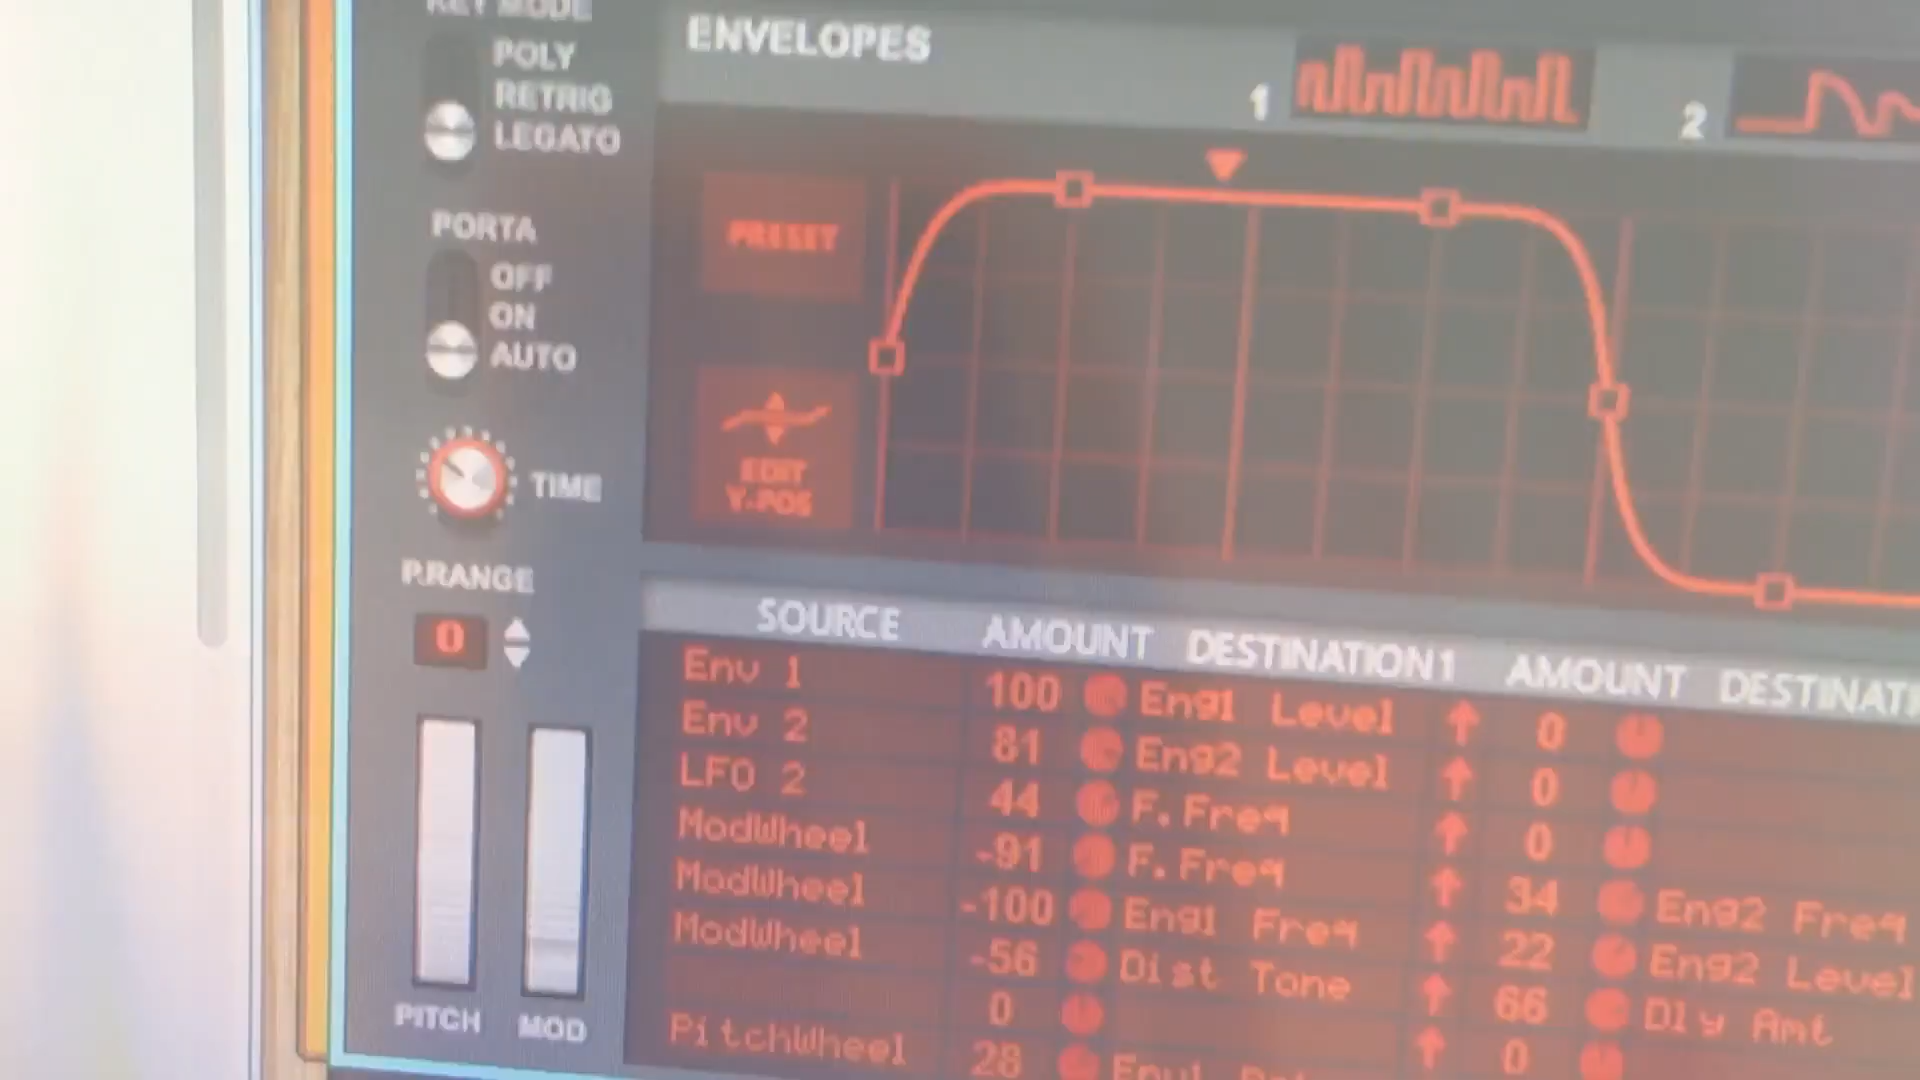 KEY MODE
POLY
RETRIG
LEGATO
PORTA
OFF
ON
AUTO
TIME
P.RANGE
0
PITCH
MOD
ENVELOPES
1
2
PRESET
EDIT
Y-POS
SOURCE AMOUNT DESTINATION1 AMOUNT
Env 1 100 Eng1 Level 0
Env 2 81 Eng2 Level 0
LFO 2 44 F.Freq 0
ModWheel -91 F.Freq 34 Eng2 Freq
ModWheel -100 Eng1 Freq 22 Eng2 Level
ModWheel -56 Dist Tone 66 Dly Amt
0 0
PitchWheel 28